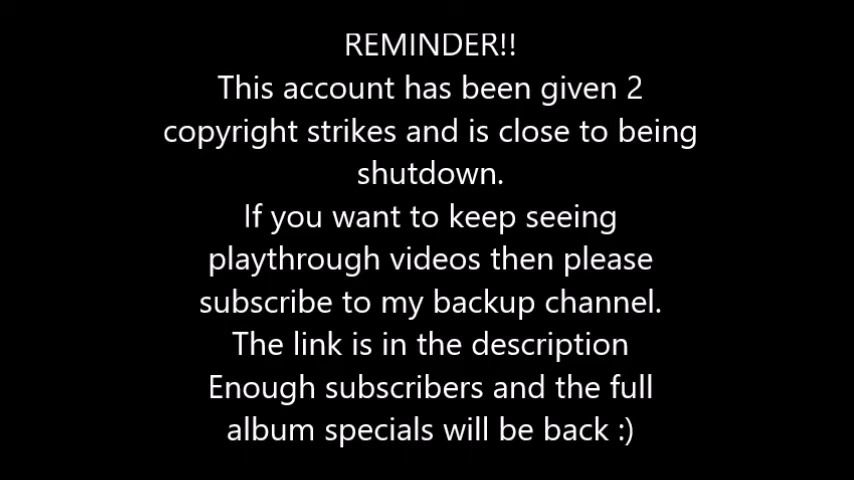 REMINDER!!
This account has been given 2
copyright strikes and is close to being
shutdown.
If you want to keep seeing
playthrough videos then please
subscribe to my backup channel.
The link is in the description
Enough subscribers and the full
album specials will be back :)